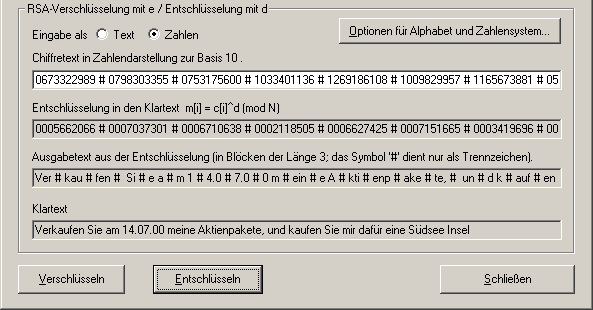 RSA-Verschlüsselung mit e / Entschlüsselung mit d
Eingabe als Text Zahlen Optionen für Alphabet und Zahlensystem...
Chiffretext in Zahlendarstellung zur Basis 10 .
0673322989 # 0798303355 # 0753175600 # 1033401136 # 1269186108 # 1009829957 # 1165673881 # 05
Entschlüsselung in den Klartext m[i] = c[i]^d (mod N)
0005662066 # 0007037301 # 0006710638 # 0002118505 # 0006627425 # 0007151665 # 0003419696 # 00
Ausgabetext aus der Entschlüsselung (in Blöcken der Länge 3; das Symbol '#' dient nur als Trennzeichen).
Ver # kau # fen # Si # e a # m 1 # 4.0 # 7.0 # 0 m # ein # e A # kti # enp # ake # te, # un # d k # auf # en
Klartext
Verkaufen Sie am 14.07.00 meine Aktienpakete, und kaufen Sie mir dafür eine Südsee Insel
Verschlüsseln Entschlüsseln Schließen